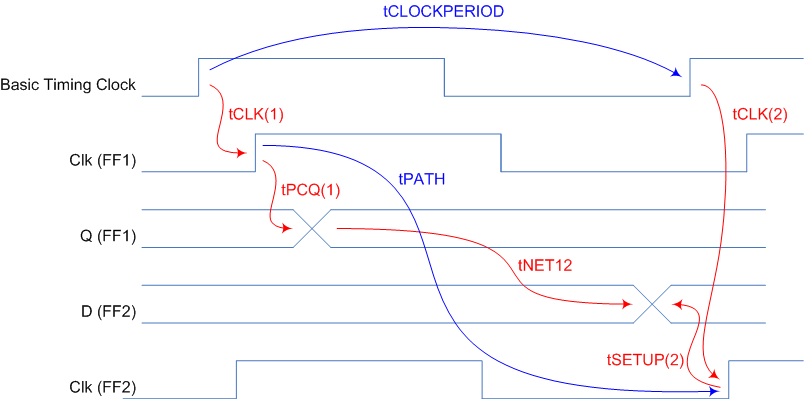 tCLOCKPERIOD
Basic Timing Clock
tCLK(1)
tCLK(2)
Clk (FF1)
tPATH
tPCQ(1)
Q (FF1)
tNET12
D (FF2)
tSETUP(2)
Clk (FF2)